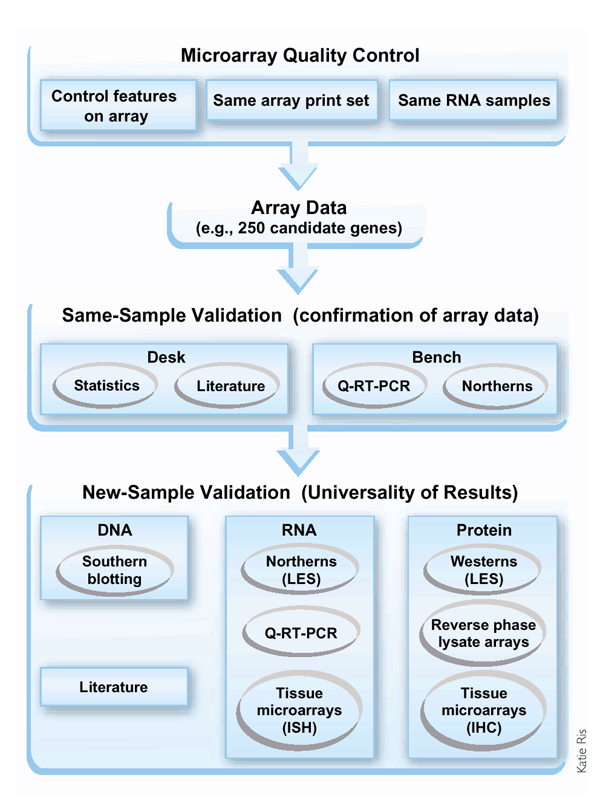 Microarray Quality Control
Control features
on array
Same array print set
Same RNA samples
Array Data
(e.g., 250 candidate genes)
Same-Sample Validation (confirmation of array data)
Desk
Statistics
Literature
Bench
Q-RT-PCR
Northerns
New-Sample Validation (Universality of Results)
DNA
Southern
blotting
Literature
RNA
Northerns
(LES)
Q-RT-PCR
Tissue
microarrays
(ISH)
Protein
Westerns
(LES)
Reverse phase
lysate arrays
Tissue
microarrays
(IHC)
Katie Ris